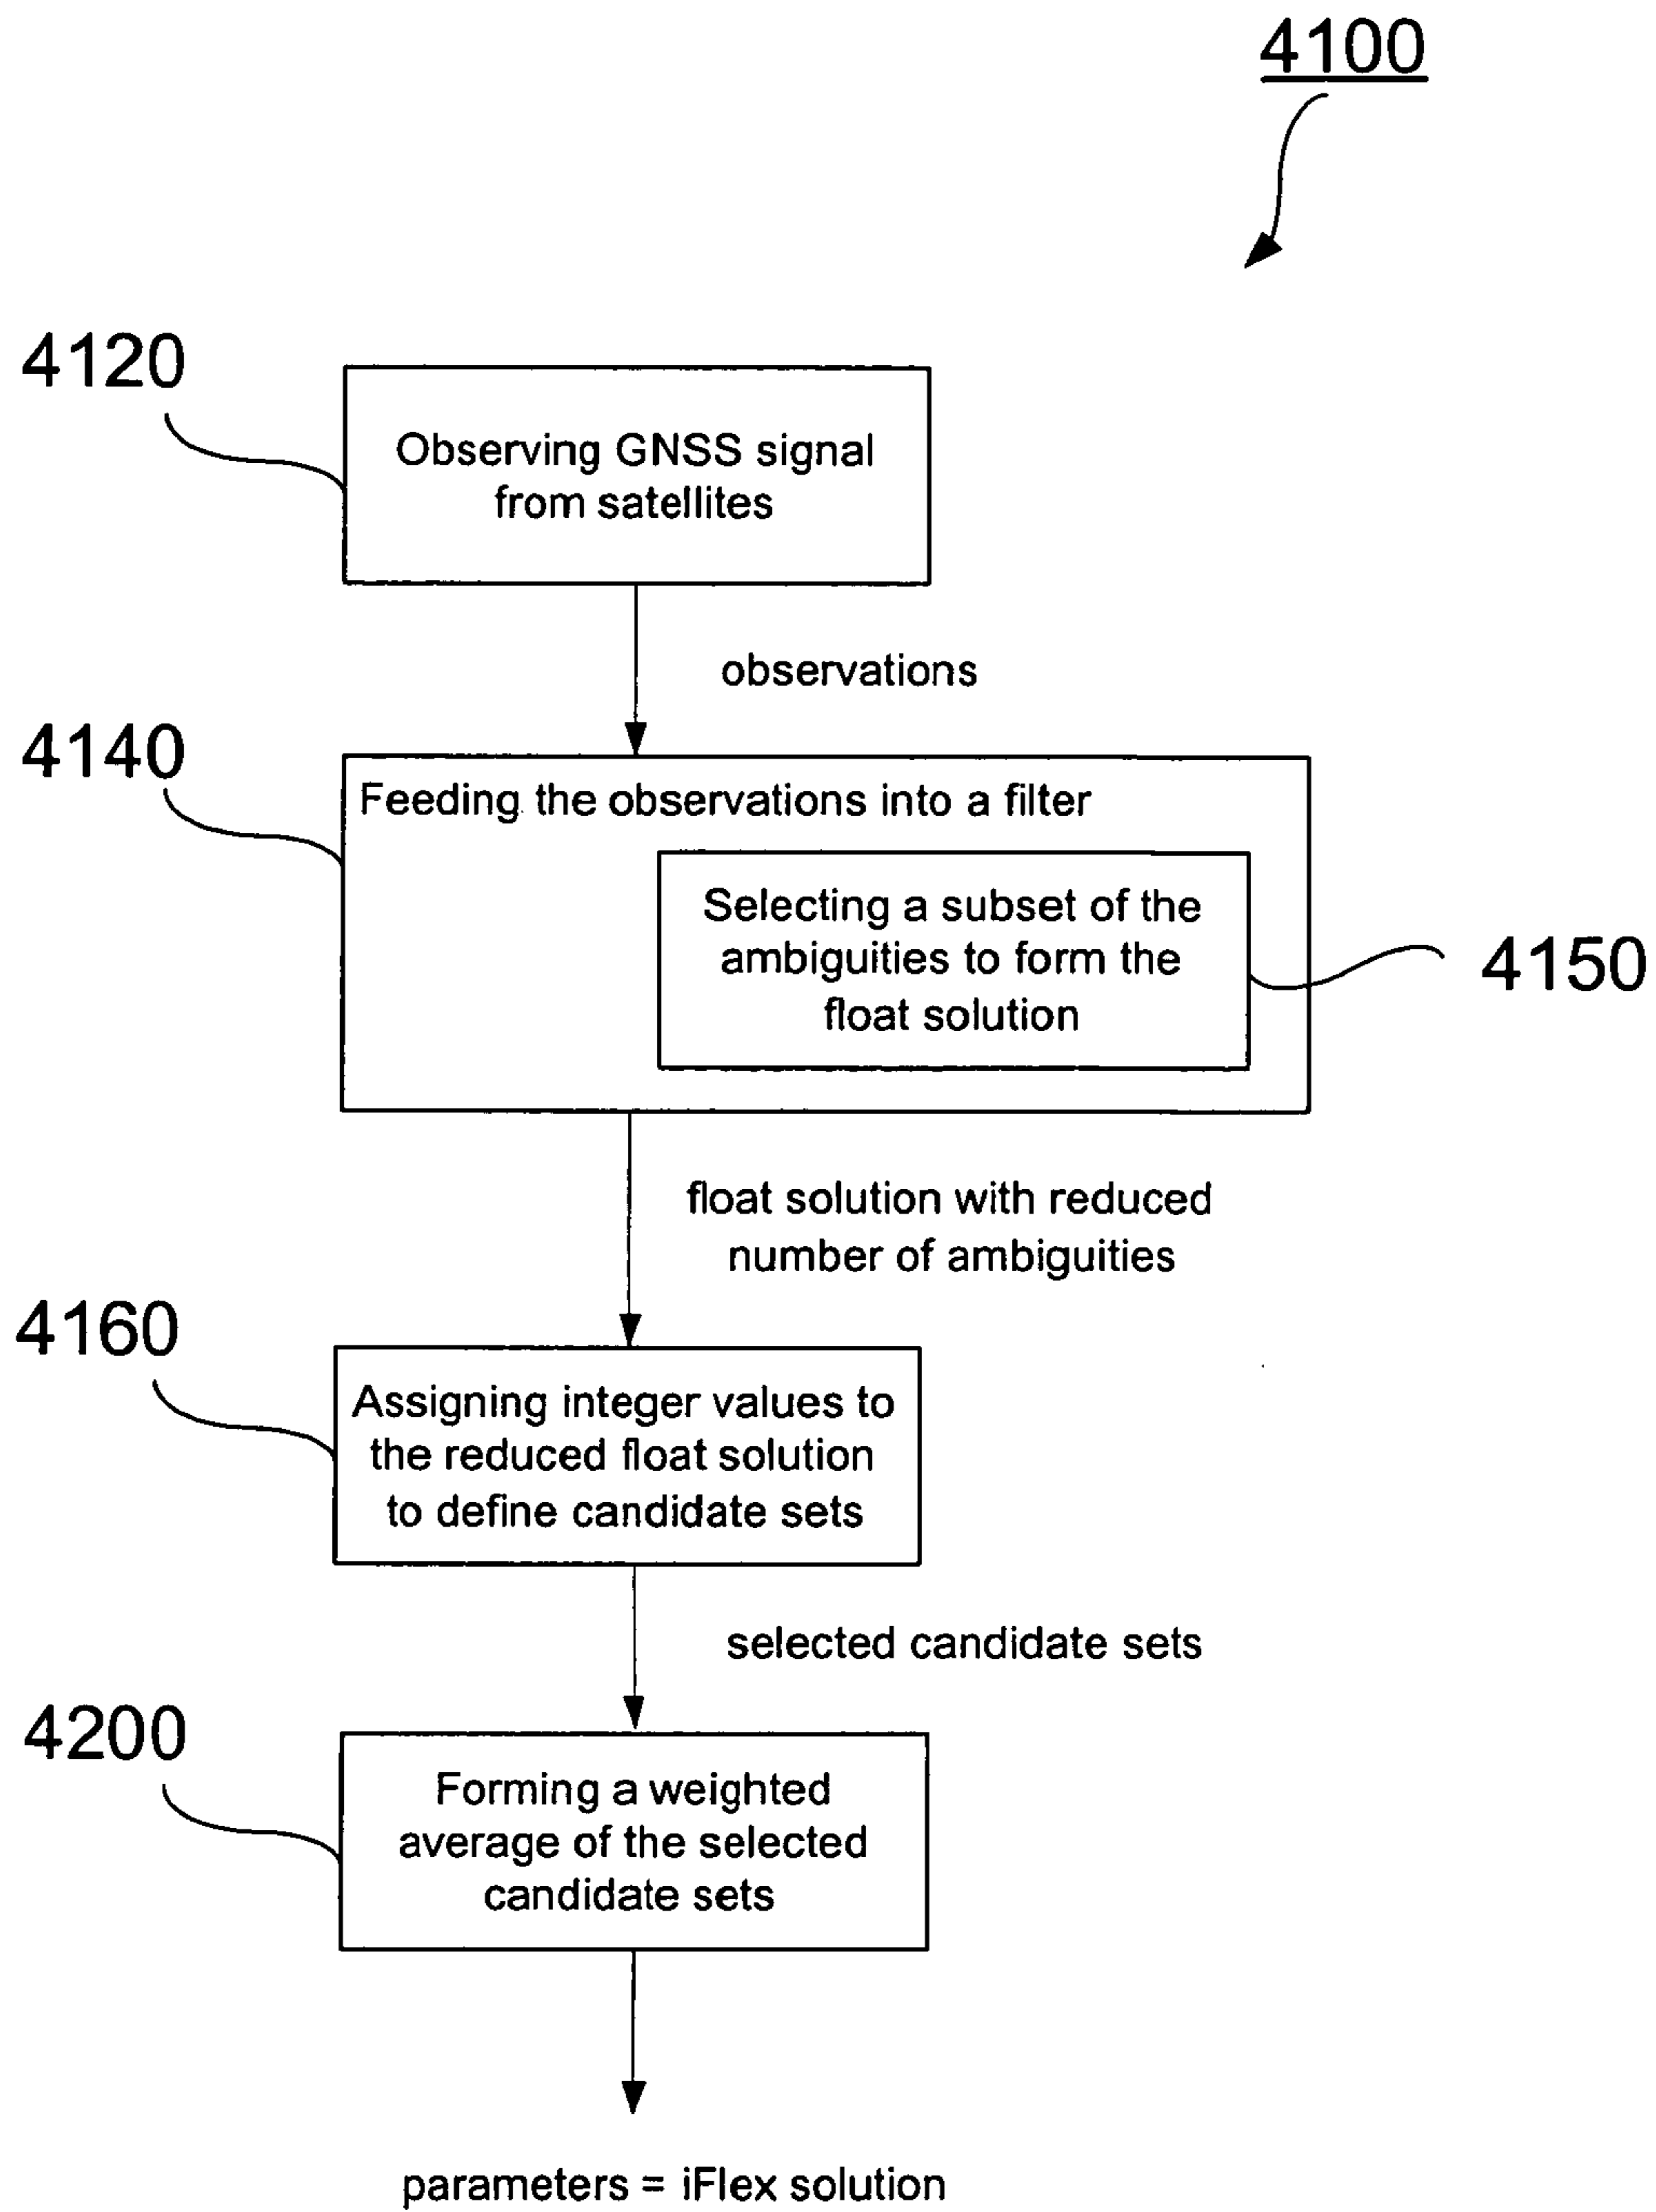 4100
4120
Observing GNSS signal
from satellites
observations
4140
Feeding the observations into a filter
Selecting a subset of the
ambiguities to form the
float solution
4150
float solution with reduced
number of ambiguities
4160
Assigning integer values to
the reduced float solution
to define candidate sets
selected candidate sets
4200
Forming a weighted
average of the selected
candidate sets
parameters = iFlex solution